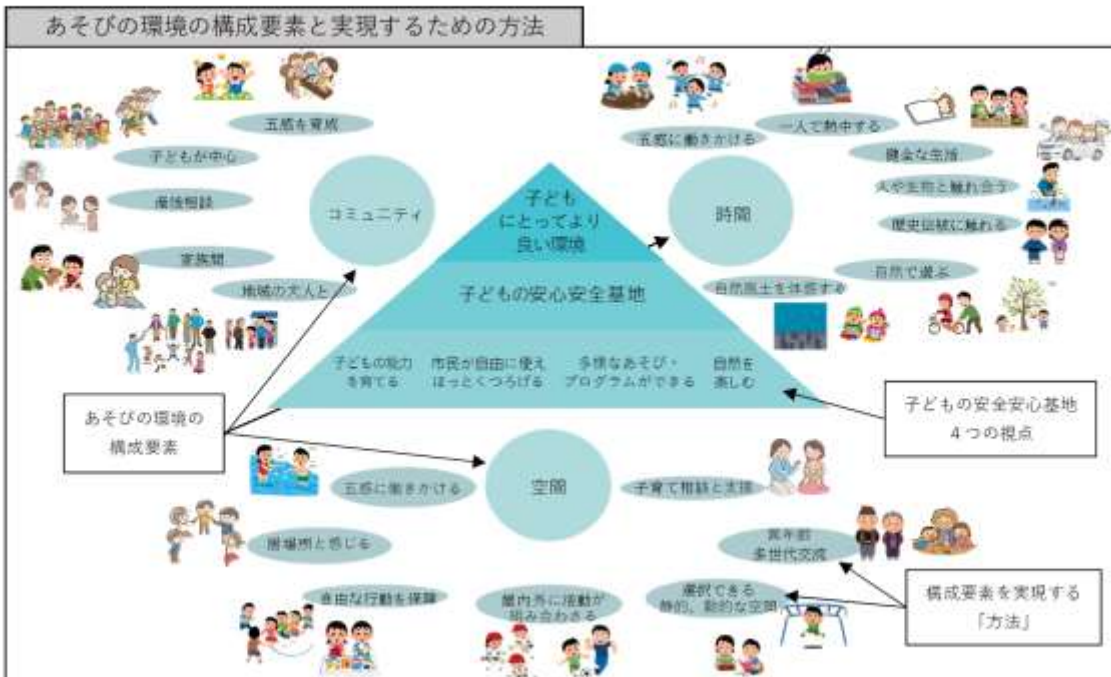 あそびの環境の構成要素と実現するための方法
五感を育成
子どもが中心
産後相談
家族間
地域の大人と
コミュニティ
子ども
にとってより
良い環境
子どもの安心安全基地
子どもの能力
を育てる
市民が自由に使え
ほっとくつろげる
多様なあそび・
プログラムができる
自然を
楽しむ
時間
五感に働きかける
一人で熱中する
健全な生活
人や生物と触れ合う
歴史伝統に触れる
自然で遊ぶ
自然風土を体感する
あそびの環境の
構成要素
子どもの安全安心基地
4つの視点
空間
五感に働きかける
居場所と感じる
自由な行動を保障
屋内外に活動が
組み合わさる
選択できる
静的、動的な空間
異年齢
多世代交流
子育て相談と支援
構成要素を実現する
「方法」